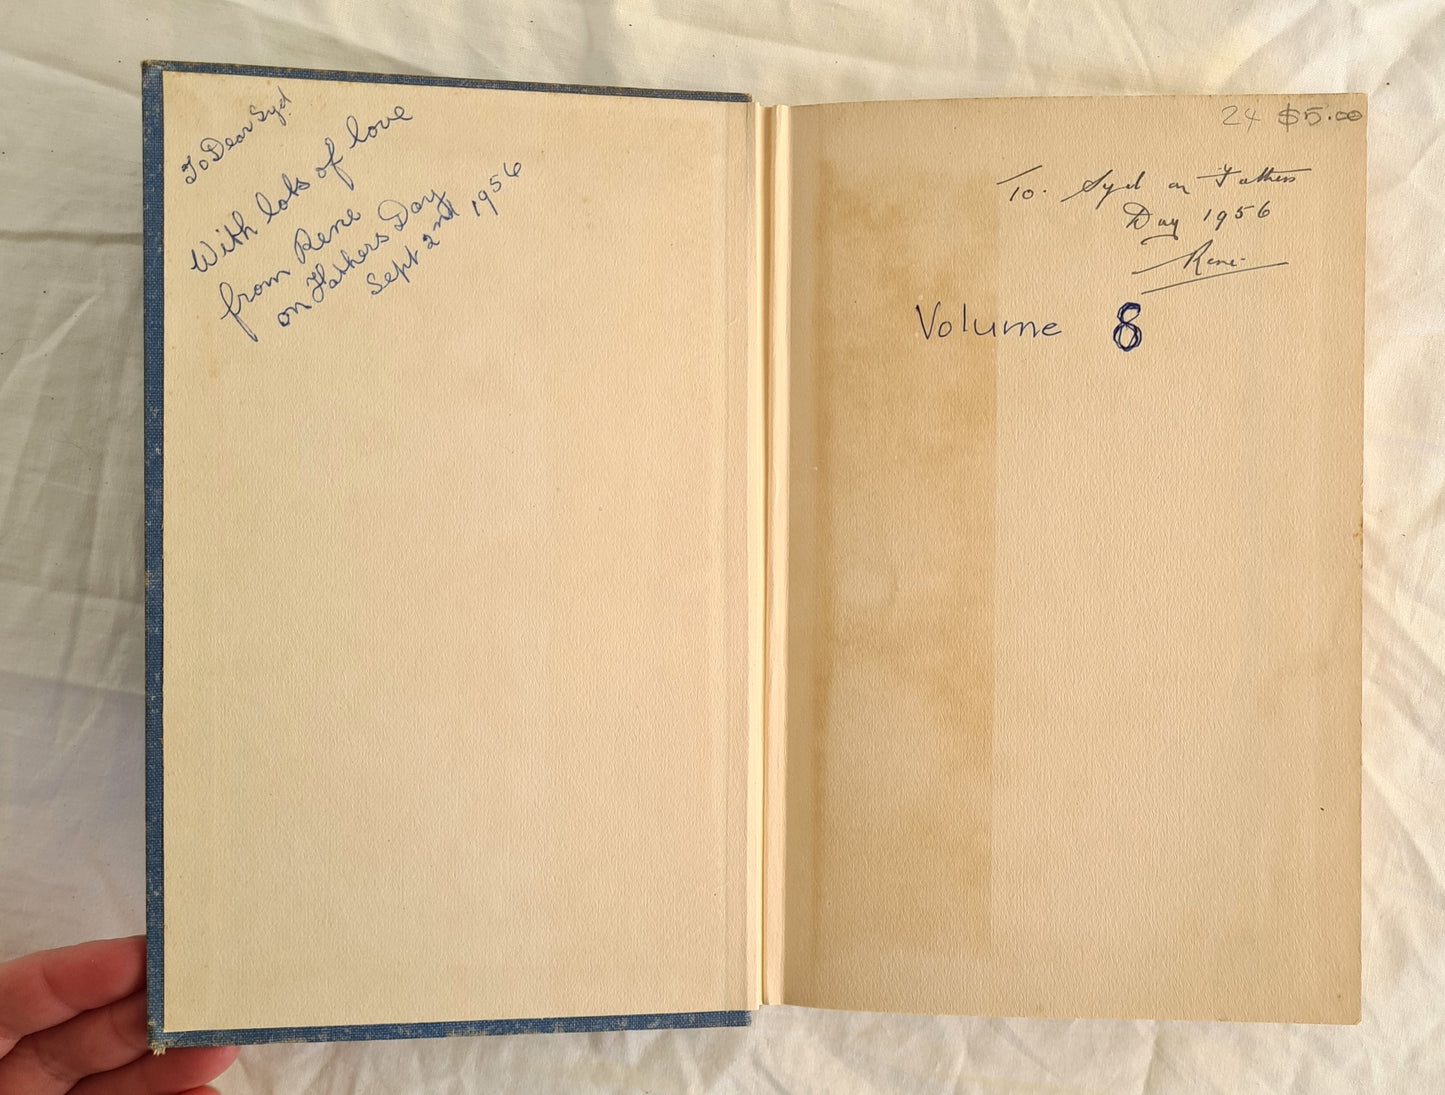 To Dear Syd.
With lots of love
from Rene
on Fathers Day
Sept 2nd 1956
24 $5.00
To. Syd on Fathers
Day 1956
Rene.
Volume 8